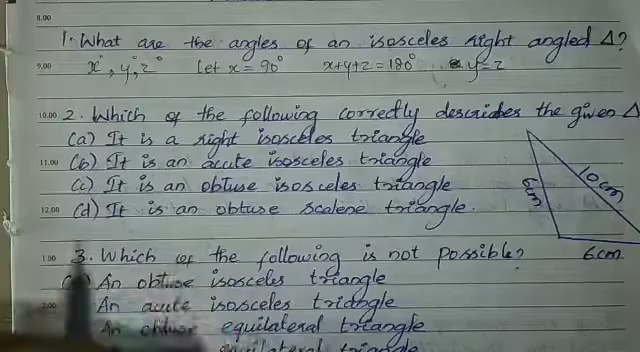 8.00
1. What are the angles of an isosceles right angled Δ?
9.00 x°, y°, z° Let x = 90° x+y+z = 180° y = z
10.00 2. Which of the following correctly describes the given Δ
(a) It is a right isosceles triangle
11.00 (b) It is an acute isosceles triangle
(c) It is an obtuse isosceles triangle
12.00 (d) It is an obtuse scalene triangle.
6cm
10cm
6cm
1.00 3. Which of the following is not possible?
An obtuse isosceles triangle
2.00 An acute isosceles triangle
An obtuse equilateral triangle
equilateral triangle